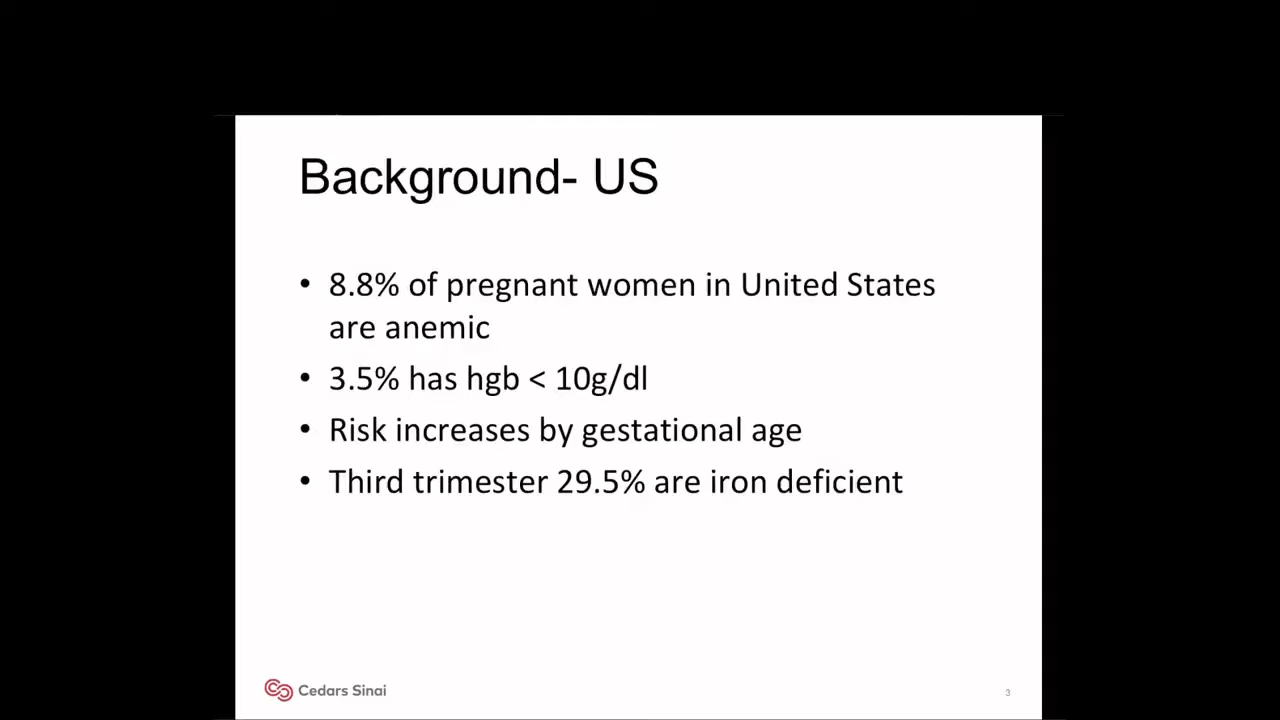 Background- US
• 8.8% of pregnant women in United States
are anemic
• 3.5% has hgb < 10g/dl
• Risk increases by gestational age
• Third trimester 29.5% are iron deficient
Cedars Sinai
3